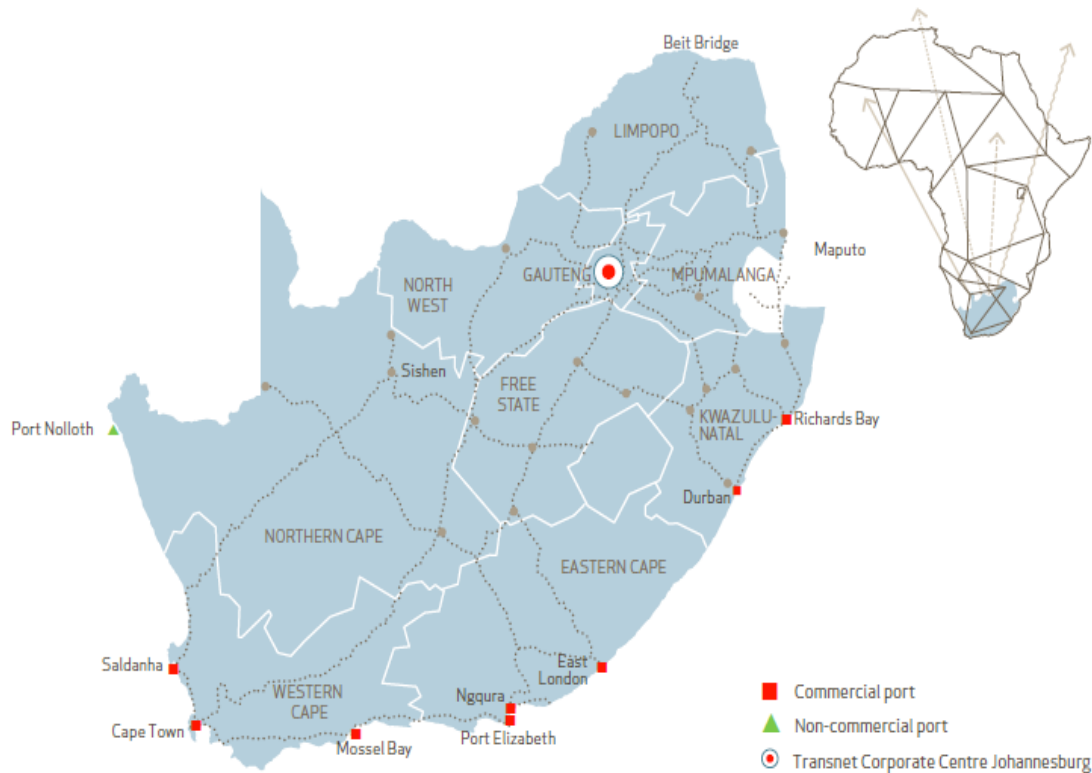 Beit Bridge
LIMPOPO
Maputo
GAUTENG
MPUMALANGA
NORTH
WEST
Sishen
FREE
STATE
Port Nolloth
KWAZULU-
NATAL
Richards Bay
Durban
NORTHERN CAPE
EASTERN CAPE
Saldanha
East
London
WESTERN
CAPE
Ngqura
Cape Town
Mossel Bay
Port Elizabeth
Commercial port
Non-commercial port
Transnet Corporate Centre Johannesburg